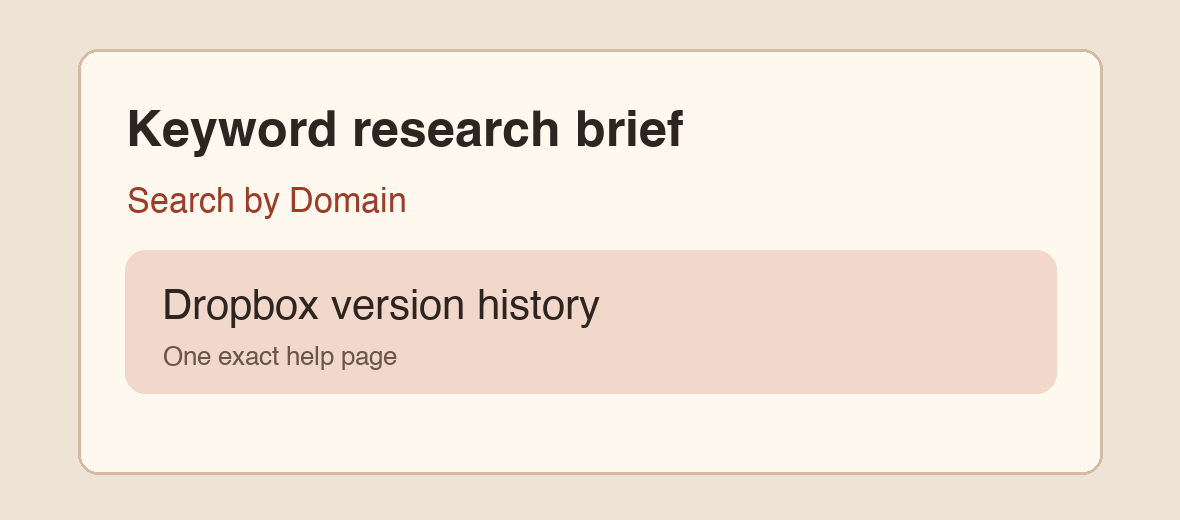 Keyword research brief
Search by Domain
Dropbox version history
One exact help page